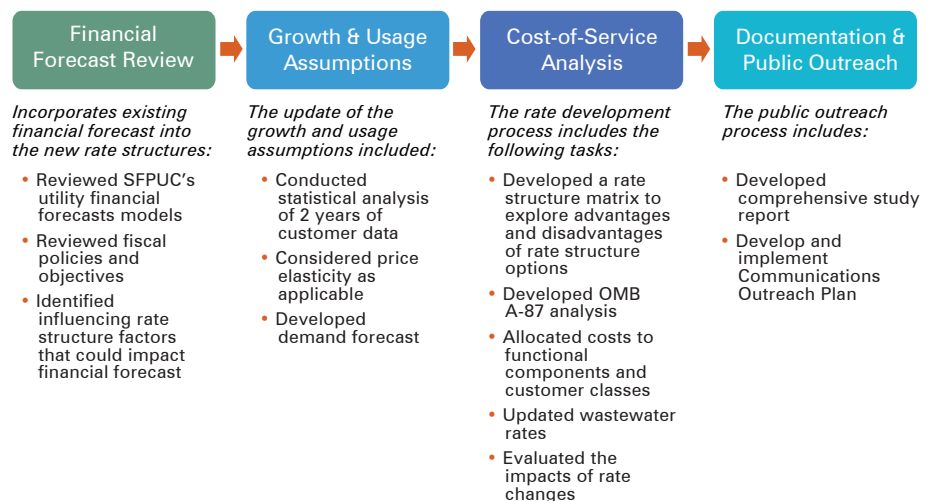 Financial
Forecast Review
Growth & Usage
Assumptions
Cost-of-Service
Analysis
Documentation &
Public Outreach
Incorporates existing
financial forecast into
the new rate structures:
• Reviewed SFPUC's
utility financial
forecasts models
• Reviewed fiscal
policies and
objectives
• Identified
influencing rate
structure factors
that could impact
financial forecast
The update of the
growth and usage
assumptions included:
• Conducted
statistical analysis
of 2 years of
customer data
• Considered price
elasticity as
applicable
• Developed
demand forecast
The rate development
process includes the
following tasks:
• Developed a rate
structure matrix to
explore advantages
and disadvantages
of rate structure
options
• Developed OMB
A-87 analysis
• Allocated costs to
functional
components and
customer classes
• Updated wastewater
rates
• Evaluated the
impacts of rate
changes
The public outreach
process includes:
• Developed
comprehensive study
report
• Develop and
implement
Communications
Outreach Plan